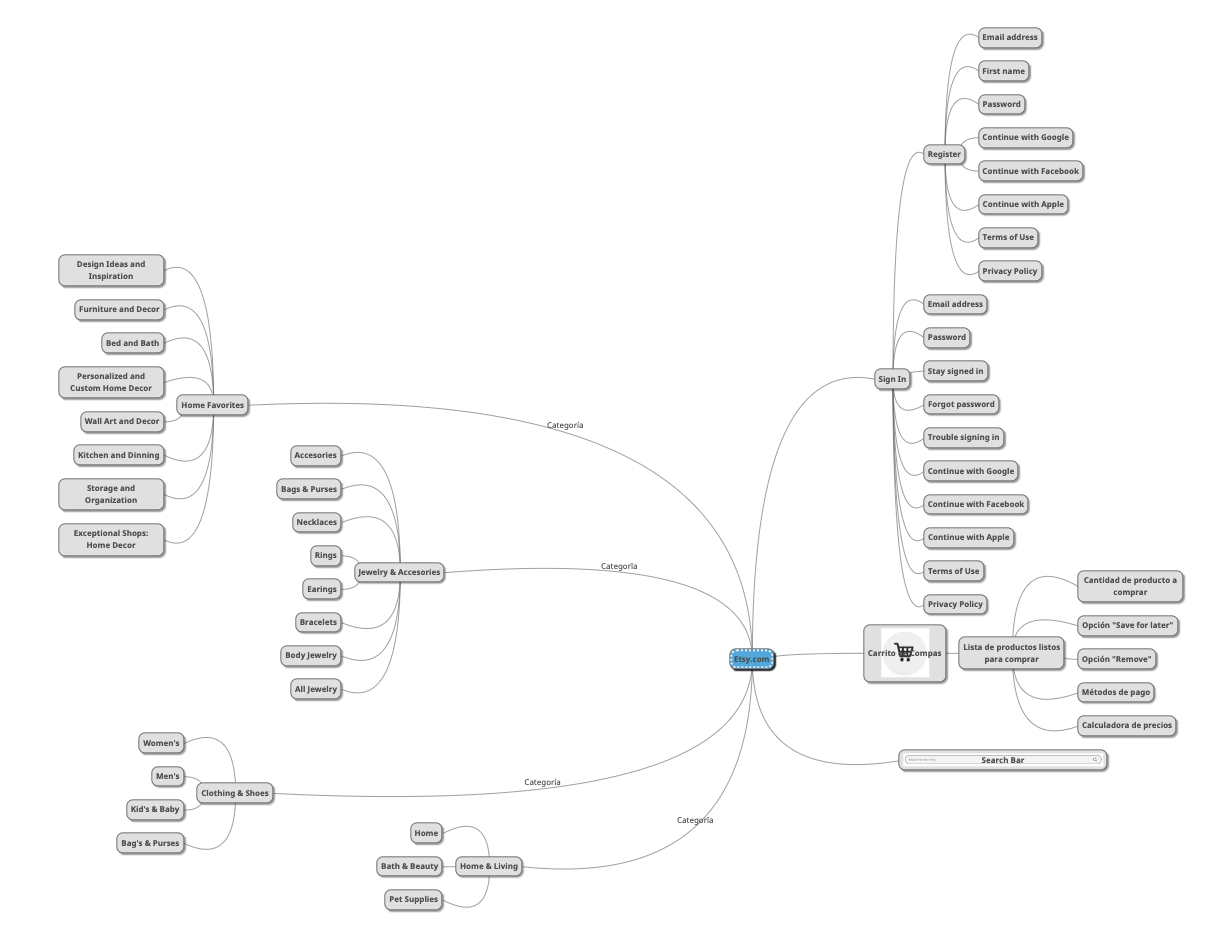 Etsy.com
Categoría
Home Favorites
Design Ideas and
Inspiration
Furniture and Decor
Bed and Bath
Personalized and
Custom Home Decor
Wall Art and Decor
Kitchen and Dinning
Storage and
Organization
Exceptional Shops:
Home Decor
Categoría
Jewelry & Accesories
Accesories
Bags & Purses
Necklaces
Rings
Earings
Bracelets
Body Jewelry
All Jewelry
Categoría
Clothing & Shoes
Women's
Men's
Kid's & Baby
Bag's & Purses
Categoría
Home & Living
Home
Bath & Beauty
Pet Supplies
Sign In
Register
Email address
First name
Password
Continue with Google
Continue with Facebook
Continue with Apple
Terms of Use
Privacy Policy
Email address
Password
Stay signed in
Forgot password
Trouble signing in
Continue with Google
Continue with Facebook
Continue with Apple
Terms of Use
Privacy Policy
Carrito Compas
Lista de productos listos
para comprar
Cantidad de producto a
comprar
Opción "Save for later"
Opción "Remove"
Métodos de pago
Calculadora de precios
Search Bar